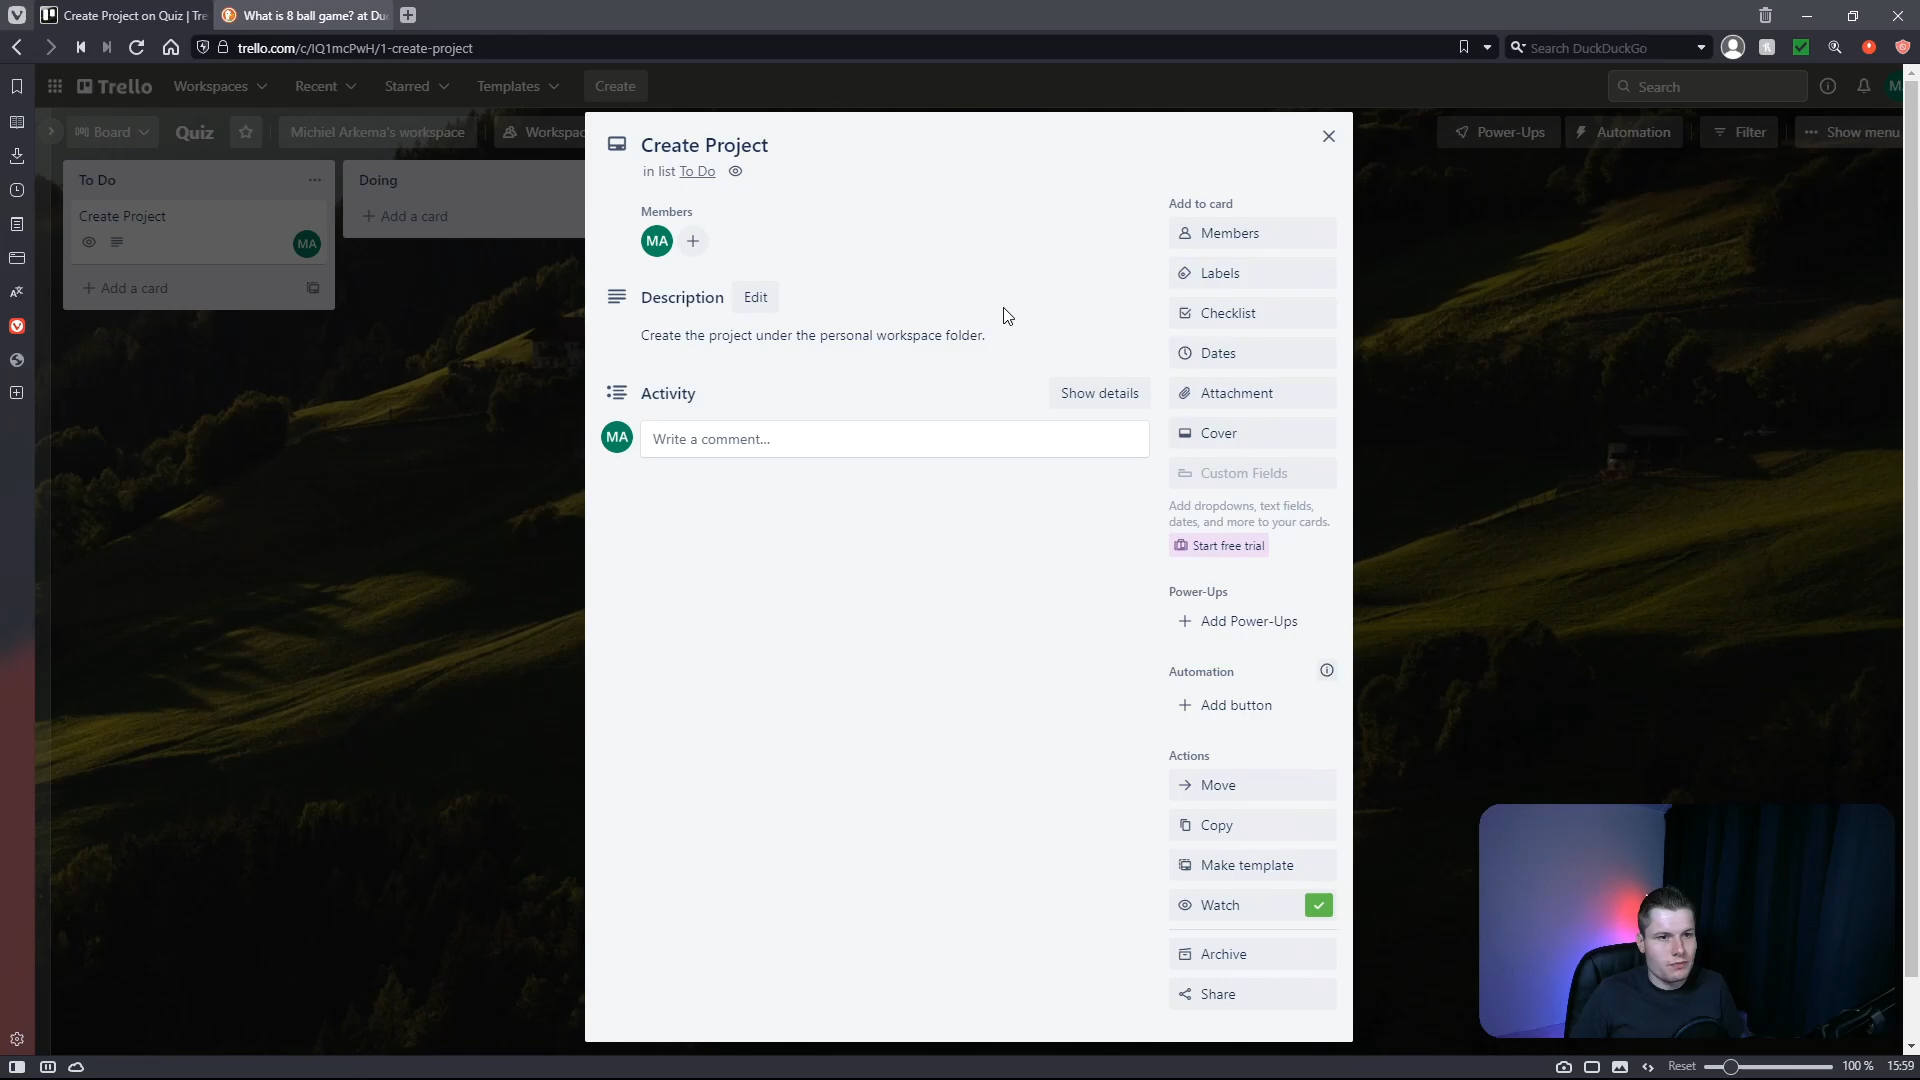 Create Project on Quiz | Tre
What is 8 ball game? at Du
trello.com/c/IQ1mcPwH/1-create-project
Search DuckDuckGo
Trello
Workspaces
Recent
Starred
Templates
Create
Search
Board
Quiz
Michiel Arkema's workspace
Workspac
Power-Ups
Automation
Filter
Show menu
To Do
Create Project
MA
Add a card
Doing
Add a card
Create Project
in list To Do
Members
MA
Description
Edit
Create the project under the personal workspace folder.
Activity
Show details
MA
Write a comment...
Add to card
Members
Labels
Checklist
Dates
Attachment
Cover
Custom Fields
Add dropdowns, text fields,
dates, and more to your cards.
Start free trial
Power-Ups
Add Power-Ups
Automation
Add button
Actions
Move
Copy
Make template
Watch
Archive
Share
Reset
100 %
15:59